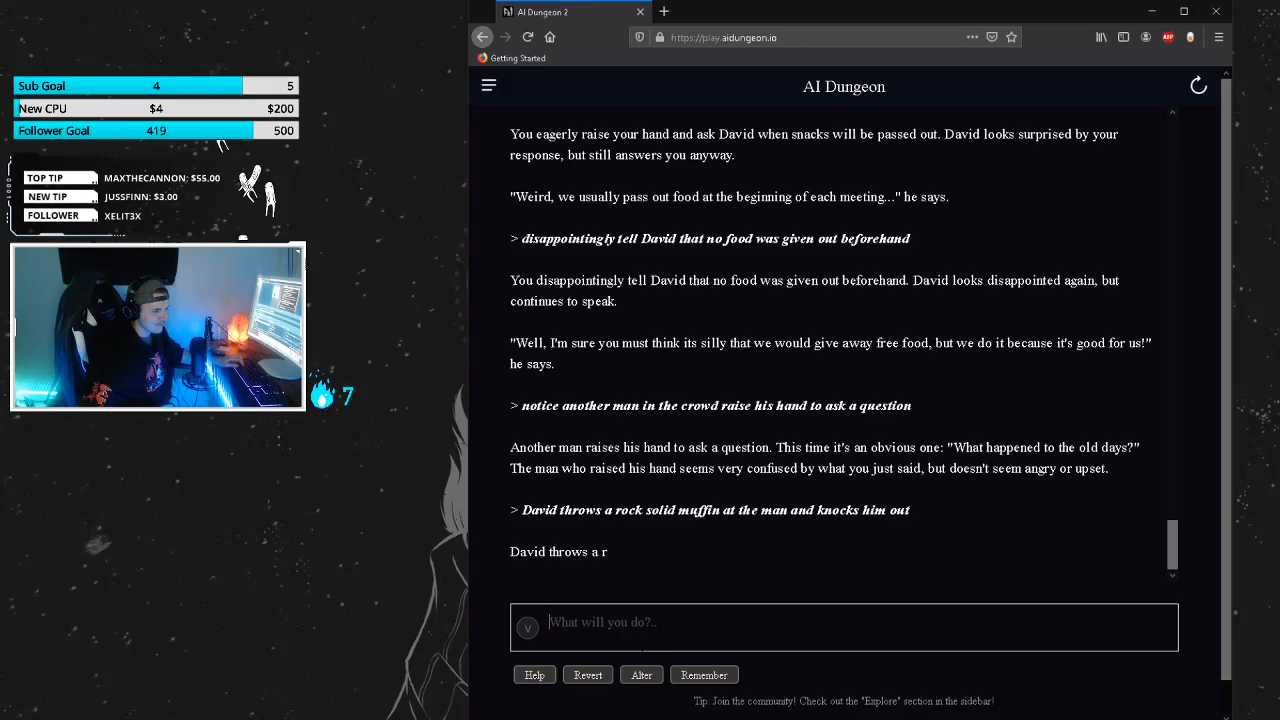 AI Dungeon 2
https://play.aidungeon.io
Getting Started
Sub Goal 4 5
New CPU $4 $200
Follower Goal 419 500
TOP TIP MAXTHECANNON: $55.00
NEW TIP JUSSFINN: $3.00
FOLLOWER XELIT3X
7
AI Dungeon
You eagerly raise your hand and ask David when snacks will be passed out. David looks surprised by your
response, but still answers you anyway.
"Weird, we usually pass out food at the beginning of each meeting..." he says.
> disappointingly tell David that no food was given out beforehand
You disappointingly tell David that no food was given out beforehand. David looks disappointed again, but
continues to speak.
"Well, I'm sure you must think its silly that we would give away free food, but we do it because it's good for us!"
he says.
> notice another man in the crowd raise his hand to ask a question
Another man raises his hand to ask a question. This time it's an obvious one: "What happened to the old days?"
The man who raised his hand seems very confused by what you just said, but doesn't seem angry or upset.
> David throws a rock solid muffin at the man and knocks him out
David throws a r
V What will you do?..
Help Revert Alter Remember
Tip: Join the community! Check out the "Explore" section in the sidebar!